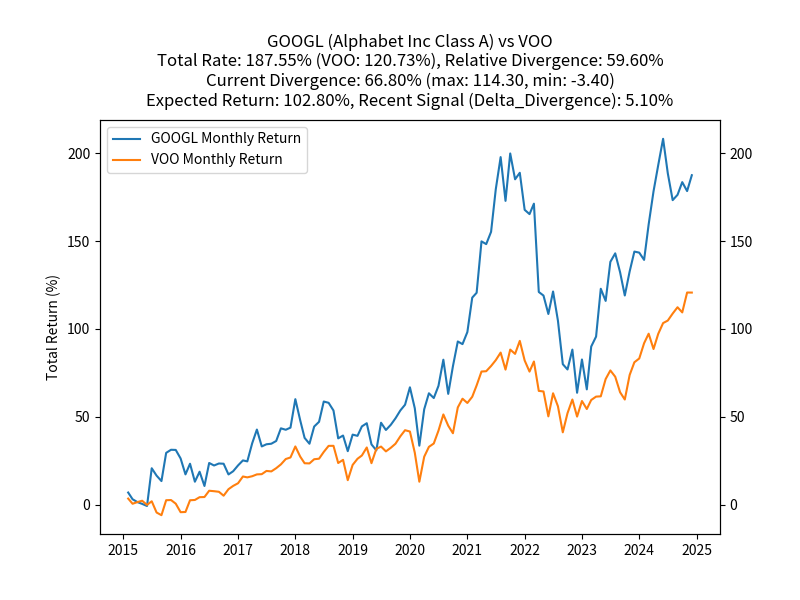 GOOGL (Alphabet Inc Class A) vs VOO
Total Rate: 187.55% (VOO: 120.73%), Relative Divergence: 59.60%
Current Divergence: 66.80% (max: 114.30, min: -3.40)
Expected Return: 102.80%, Recent Signal (Delta_Divergence): 5.10%
GOOGL Monthly Return
VOO Monthly Return
Total Return (%)
200
150
100
50
0
200
150
100
50
0
2015 2016 2017 2018 2019 2020 2021 2022 2023 2024 2025